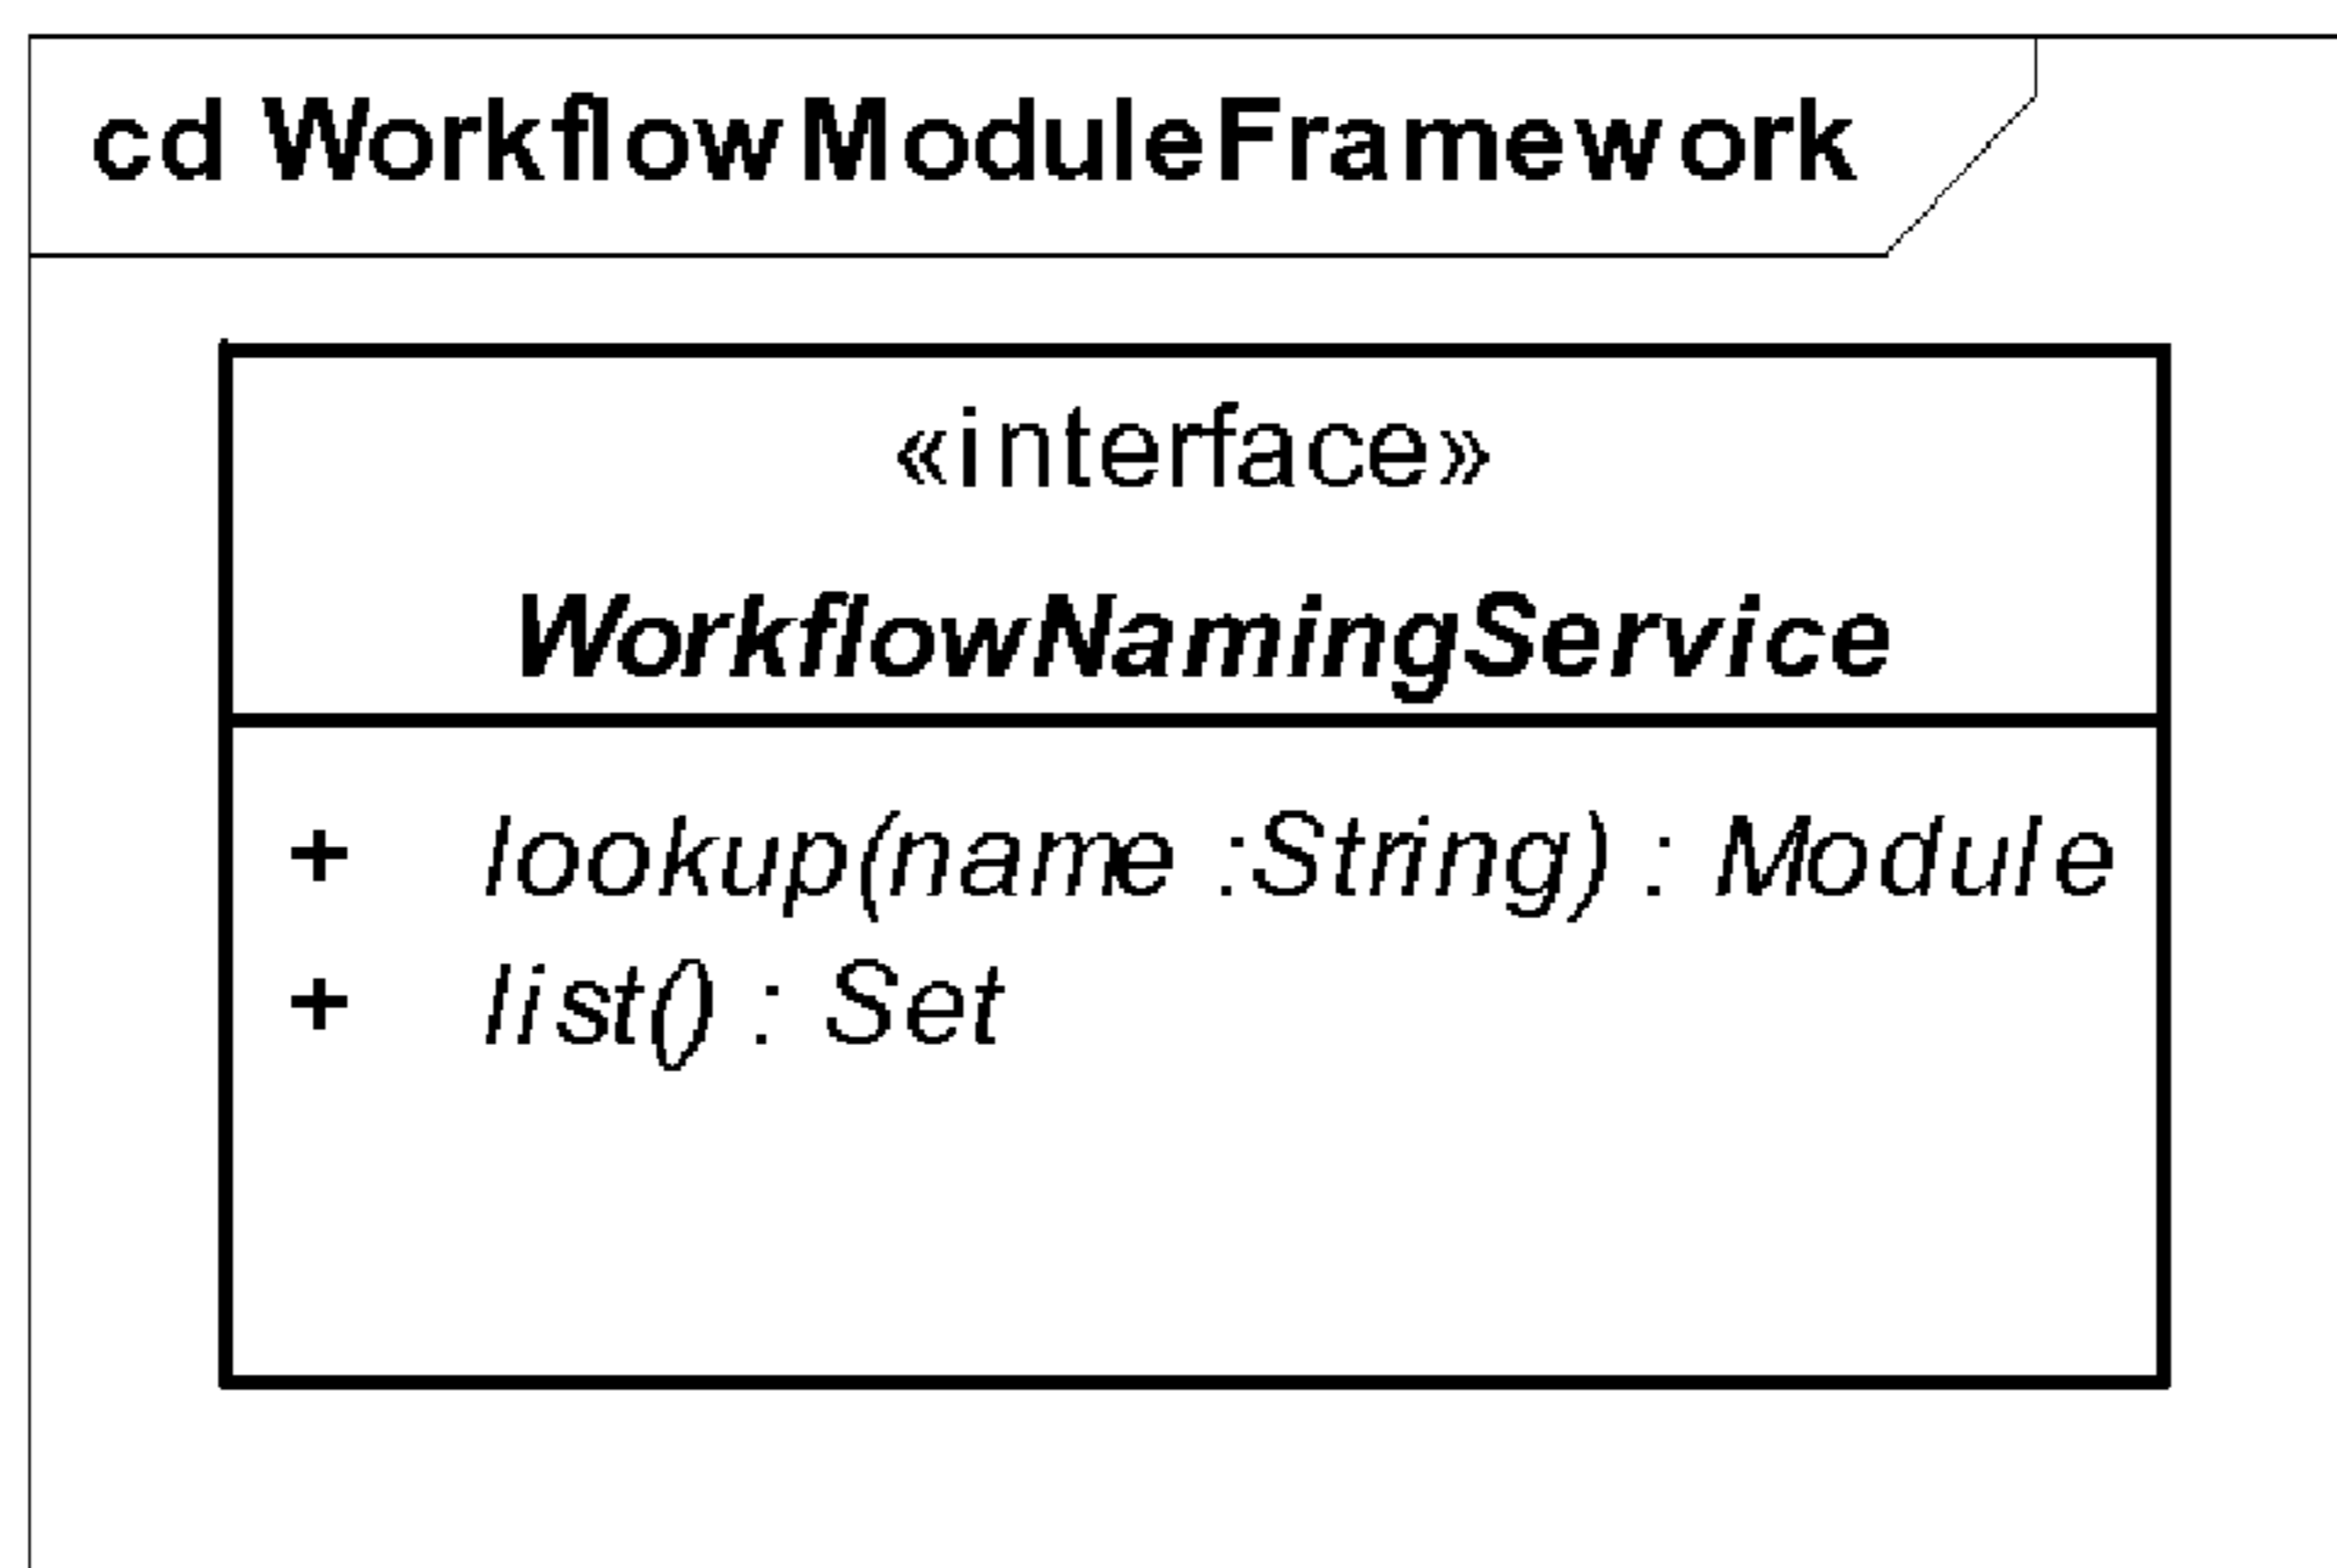 cd WorkflowModuleFramework
«interface»
WorkflowNamingService
+ lookup(name :String) : Module
+ list() : Set